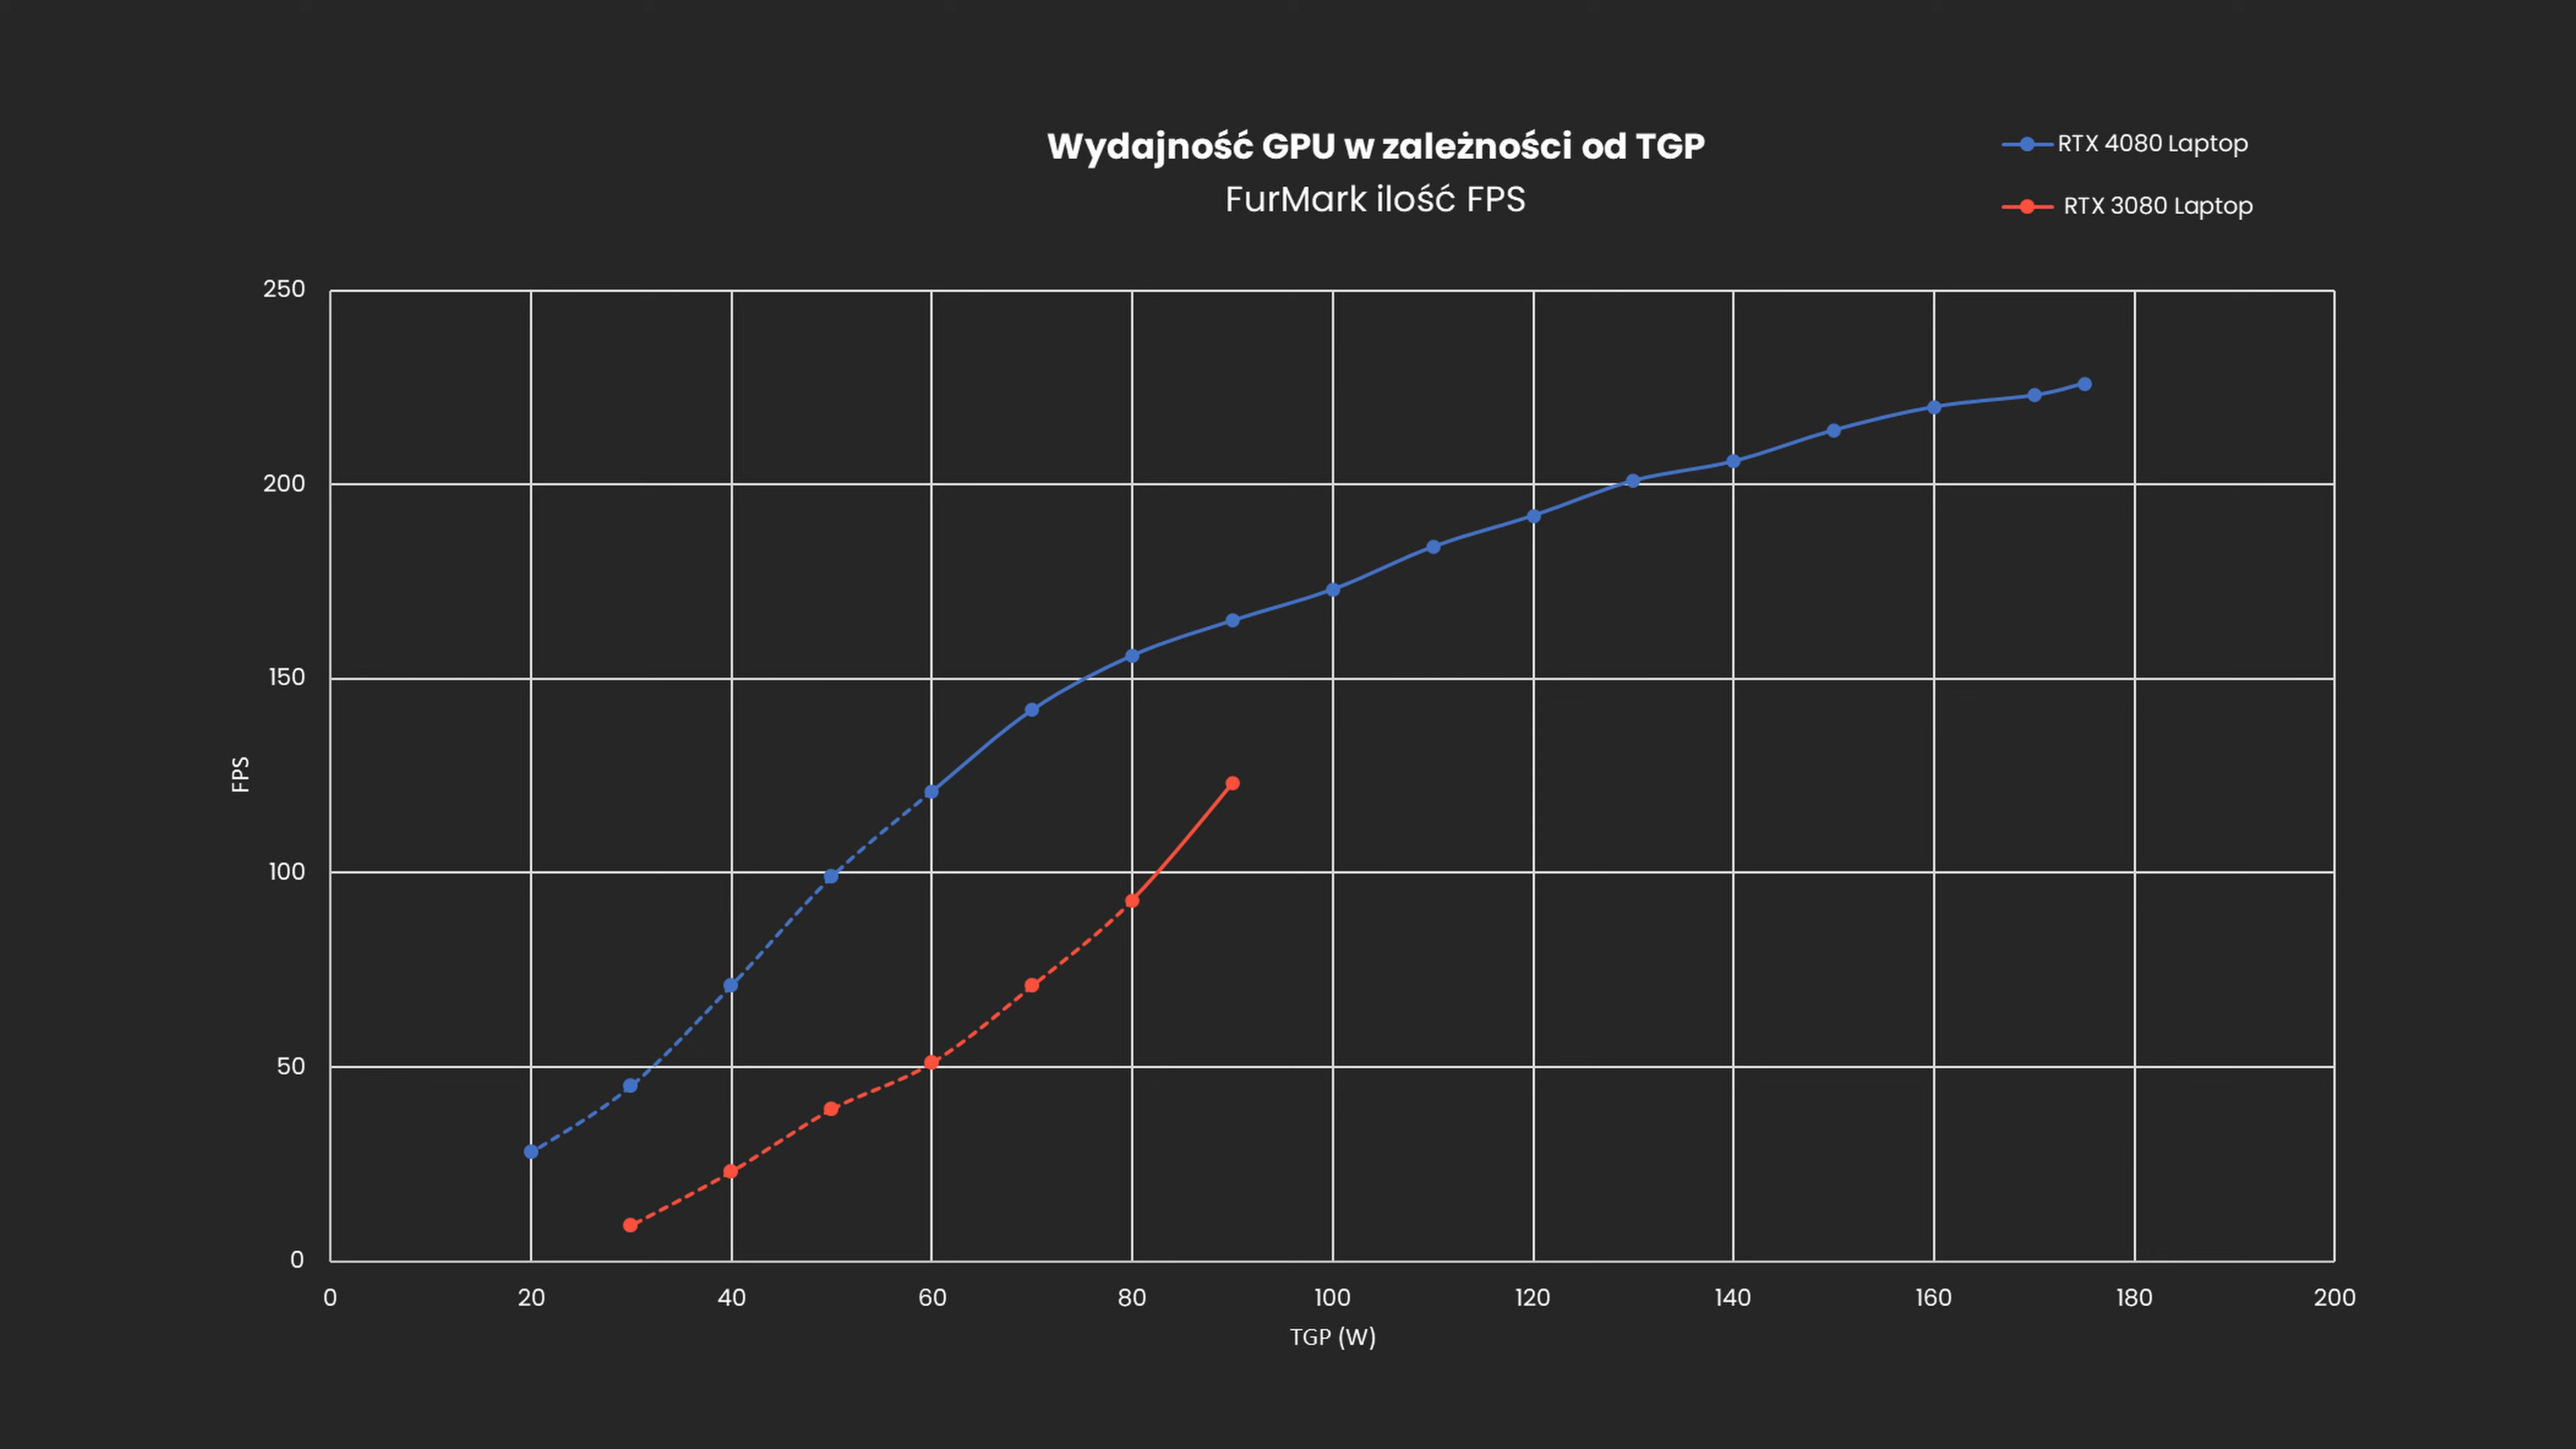 Wydajność GPU w zależności od TGP
FurMark ilość FPS
RTX 4080 Laptop
RTX 3080 Laptop
250
200
150
100
50
0
FPS
0 20 40 60 80 100 120 140 160 180 200
TGP (W)